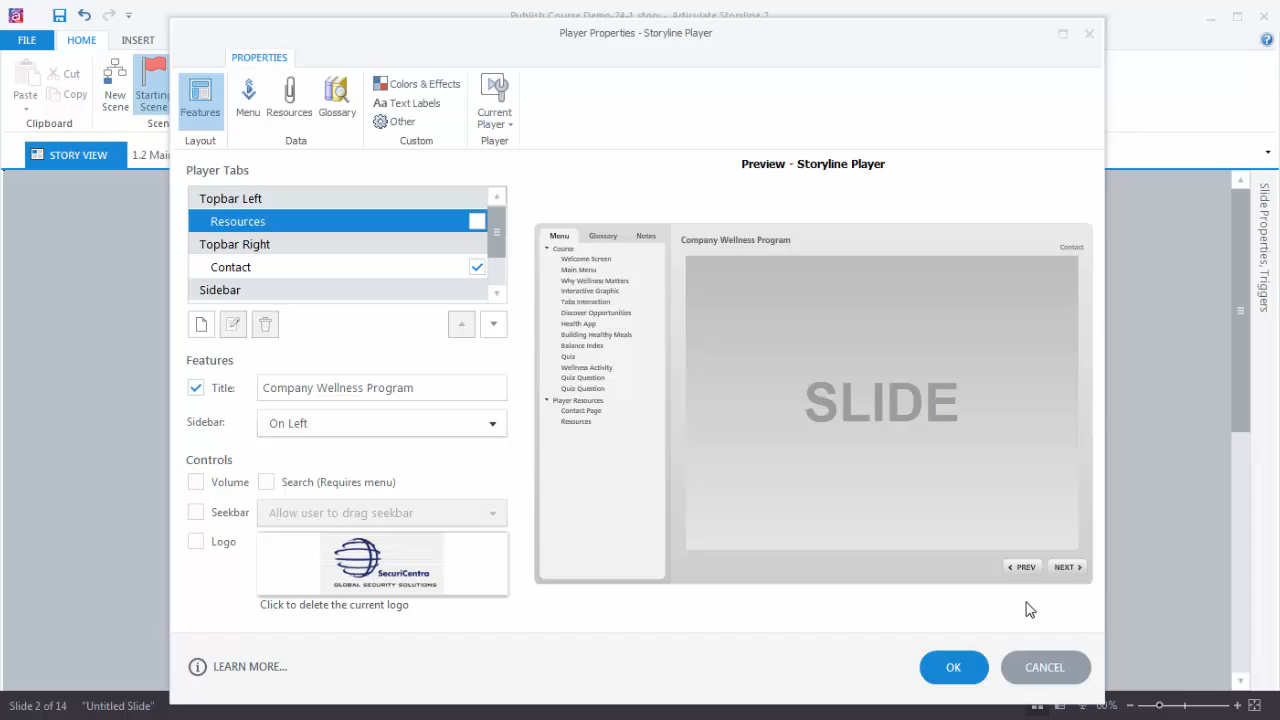 Publish Course Demo-24-1.story - Articulate Storyline 2
Player Properties - Storyline Player
FILE
HOME
INSERT
PROPERTIES
Paste
Cut
Copy
Clipboard
New Scene
Starting Scene
Scen
Features
Layout
Menu
Resources
Glossary
Data
Colors & Effects
Text Labels
Other
Custom
Current Player
Player
STORY VIEW
1.2 Mai
Player Tabs
Topbar Left
Resources
Topbar Right
Contact
Sidebar
Features
Title:
Company Wellness Program
Sidebar:
On Left
Controls
Volume
Search (Requires menu)
Seekbar
Allow user to drag seekbar
Logo
SecuriCentra
GLOBAL SECURITY SOLUTIONS
Click to delete the current logo
Preview - Storyline Player
Menu
Glossary
Notes
Course
Welcome Screen
Main Menu
Why Wellness Matters
Interactive Graphic
Tabs Interaction
Discover Opportunities
Health App
Building Healthy Meals
Balance Index
Quiz
Wellness Activity
Quiz Question
Quiz Question
Player Resources
Contact Page
Resources
Company Wellness Program
Contact
SLIDE
PREV
NEXT
LEARN MORE...
OK
CANCEL
Slide Properties, Triggers
Slide 2 of 14
"Untitled Slide"
60%